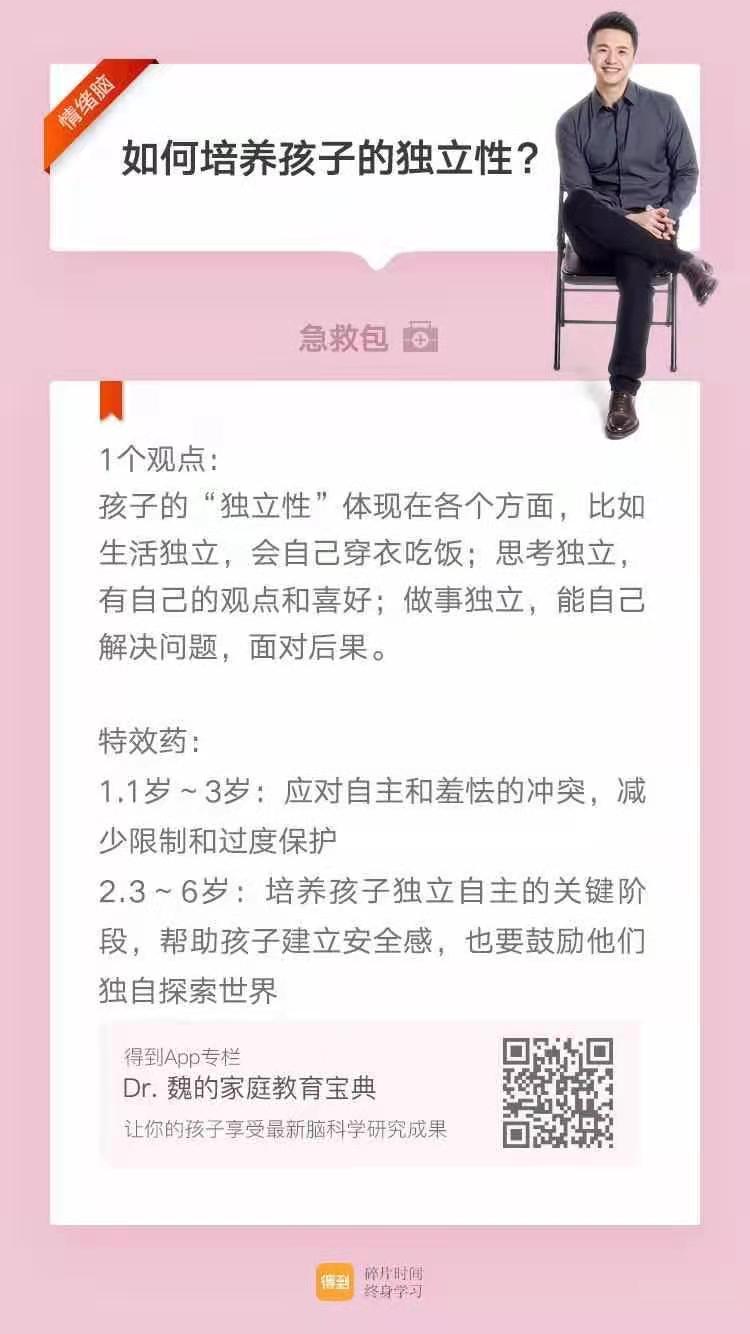 情绪脑
如何培养孩子的独立性？
急救包
1个观点：
孩子的“独立性”体现在各个方面，比如
生活独立，会自己穿衣吃饭；思考独立，
有自己的观点和喜好；做事独立，能自己
解决问题，面对后果。
特效药：
1.1岁～3岁：应对自主和羞怯的冲突，减
少限制和过度保护
2.3～6岁：培养孩子独立自主的关键阶
段，帮助孩子建立安全感，也要鼓励他们
独自探索世界
得到App专栏
Dr. 魏的家庭教育宝典
让你的孩子享受最新脑科学研究成果
得到
碎片时间
终身学习